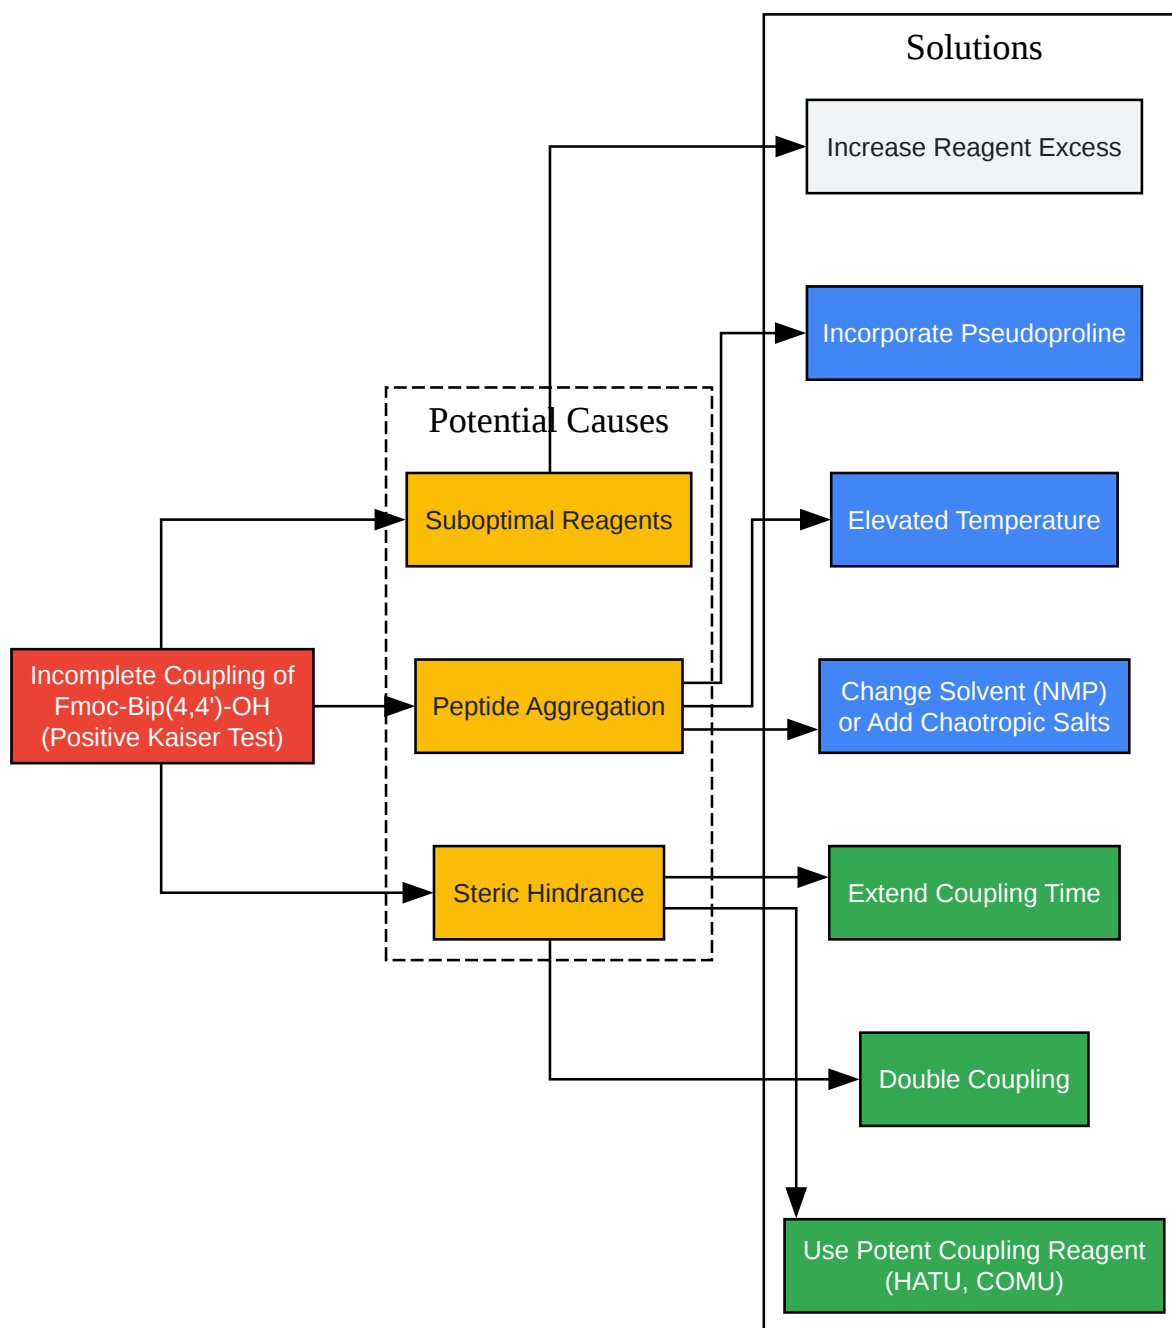 Solutions
Increase Reagent Excess
Incorporate Pseudoproline
Potential Causes
Suboptimal Reagents
Elevated Temperature
Incomplete Coupling of
Fmoc-Bip(4,4')-OH
(Positive Kaiser Test)
Peptide Aggregation
Change Solvent (NMP)
or Add Chaotropic Salts
Steric Hindrance
Extend Coupling Time
Double Coupling
Use Potent Coupling Reagent
(HATU, COMU)